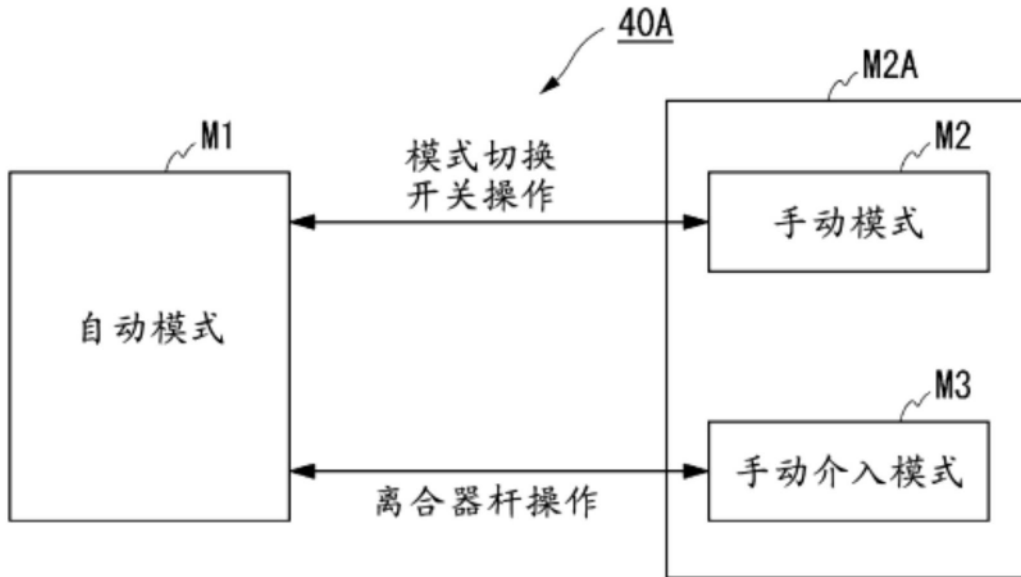 40A
M2A
M1
M2
模式切换
开关操作
手动模式
自动模式
M3
手动介入模式
离合器杆操作